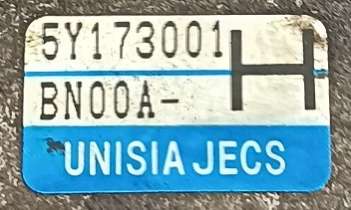 5Y173001
BN00A- H
UNISIA JECS